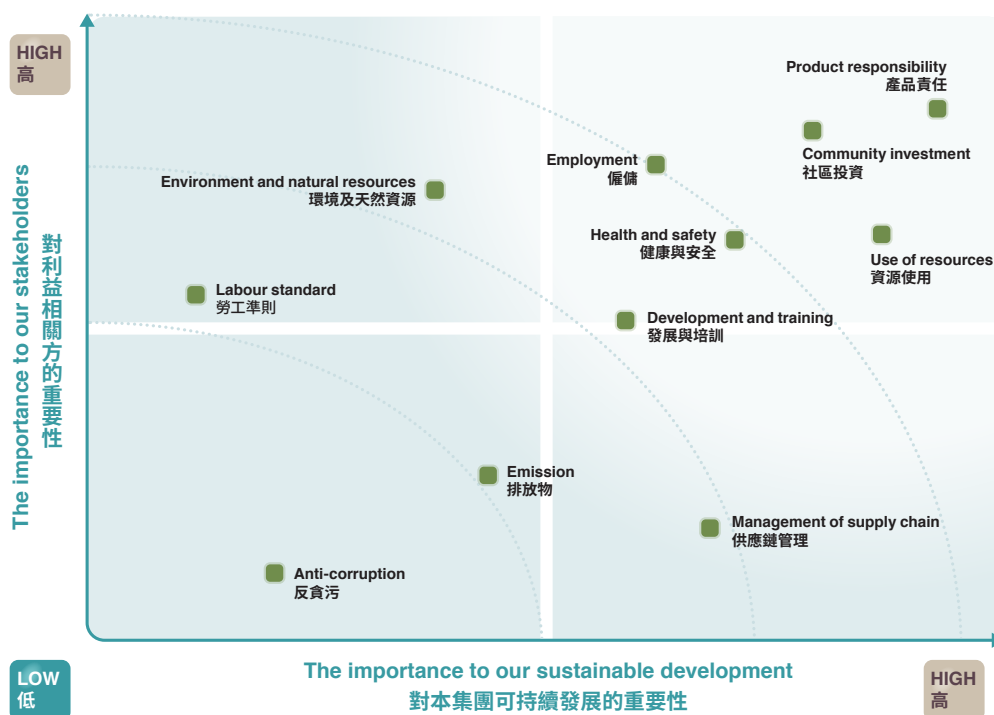 HIGH
高
Product responsibility
產品責任
Community investment
社區投資
Employment
僱傭
Environment and natural resources
環境及天然資源
Health and safety
健康與安全
Use of resources
資源使用
Labour standard
勞工準則
Development and training
發展與培訓
Emission
排放物
Management of supply chain
供應鏈管理
Anti-corruption
反貪污
The importance to our stakeholders
對利益相關方的重要性
LOW
低
The importance to our sustainable development
對本集團可持續發展的重要性
HIGH
高